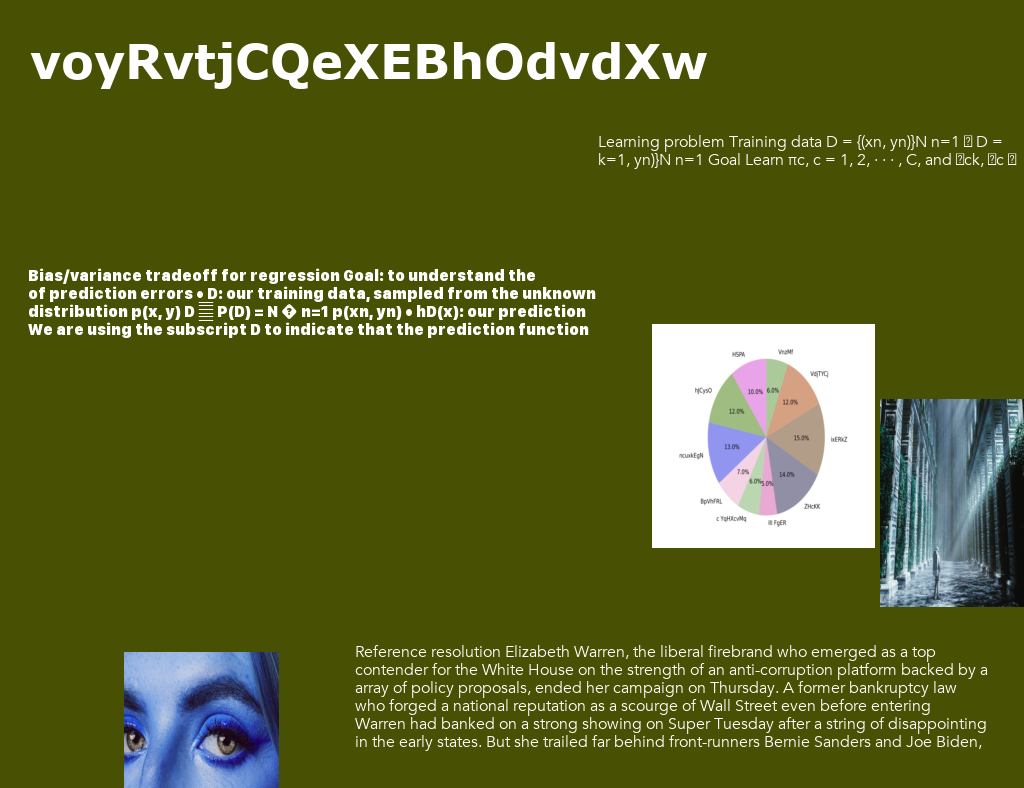 voyRvtjCQeXEBhOdvdXw
Learning problem Training data D = {(xn, yn)}N n=1 D =
k=1, yn)}N n=1 Goal Learn πc, c = 1, 2, · · · , C, and ck, c
Bias/variance tradeoff for regression Goal: to understand the
of prediction errors • D: our training data, sampled from the unknown
distribution p(x, y) D P(D) = N � n=1 p(xn, yn) • hD(x): our prediction
We are using the subscript D to indicate that the prediction function
HSPA
VnzMf
VdjTYCj
hJCysO
10.0%
6.0%
12.0%
12.0%
15.0%
ixERkZ
13.0%
ncuxkEgN
7.0%
14.0%
6.0%
5.0%
BpVhFRL
ZHcKK
c YqHXcvMq
III FgER
Reference resolution Elizabeth Warren, the liberal firebrand who emerged as a top
contender for the White House on the strength of an anti-corruption platform backed by a
array of policy proposals, ended her campaign on Thursday. A former bankruptcy law
who forged a national reputation as a scourge of Wall Street even before entering
Warren had banked on a strong showing on Super Tuesday after a string of disappointing
in the early states. But she trailed far behind front-runners Bernie Sanders and Joe Biden,